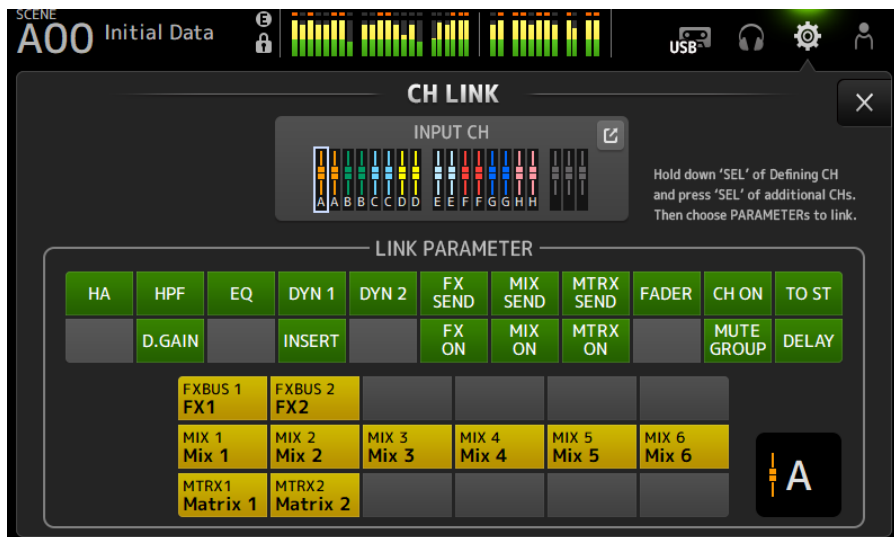 SCENE
A00 Initial Data
E
USB
CH LINK
INPUT CH
A A B B C C D D E E F F G G H H
Hold down ‘SEL’ of Defining CH
and press ‘SEL’ of additional CHs.
Then choose PARAMETERs to link.
LINK PARAMETER
HA HPF EQ DYN 1 DYN 2 FX SEND MIX SEND MTRX SEND FADER CH ON TO ST
D.GAIN INSERT FX ON MIX ON MTRX ON MUTE GROUP DELAY
FXBUS 1 FXBUS 2
FX1 FX2
MIX 1 MIX 2 MIX 3 MIX 4 MIX 5 MIX 6
Mix 1 Mix 2 Mix 3 Mix 4 Mix 5 Mix 6
MTRX1 MTRX2
Matrix 1 Matrix 2
A